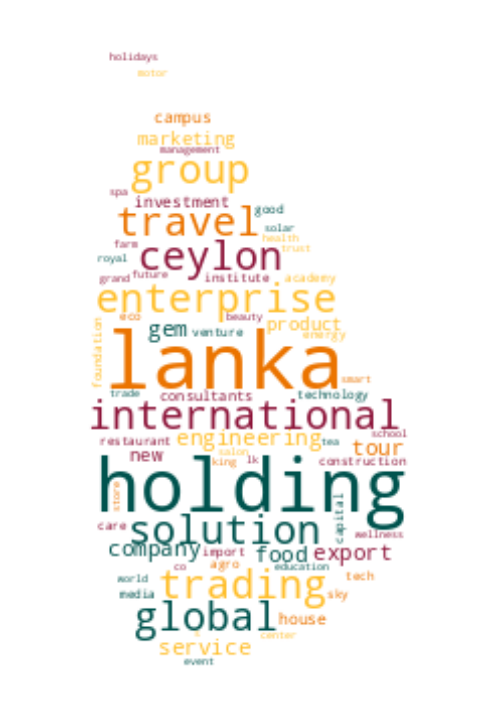 holidays
motor
campus
marketing
management
group
spa
investment
travel good
solar
farm ceylon health
royal trust
grand future institute academy
enterprise
eco beauty product
foundation gem venture energy
lanka
smart
trade consultants technology
international
school
restaurant engineering tea tour
new salon
king lk construction
holding
store
capital
care solution wellness
company import food export
agro
co education
world trading tech
media sky
global house
s center
service
event